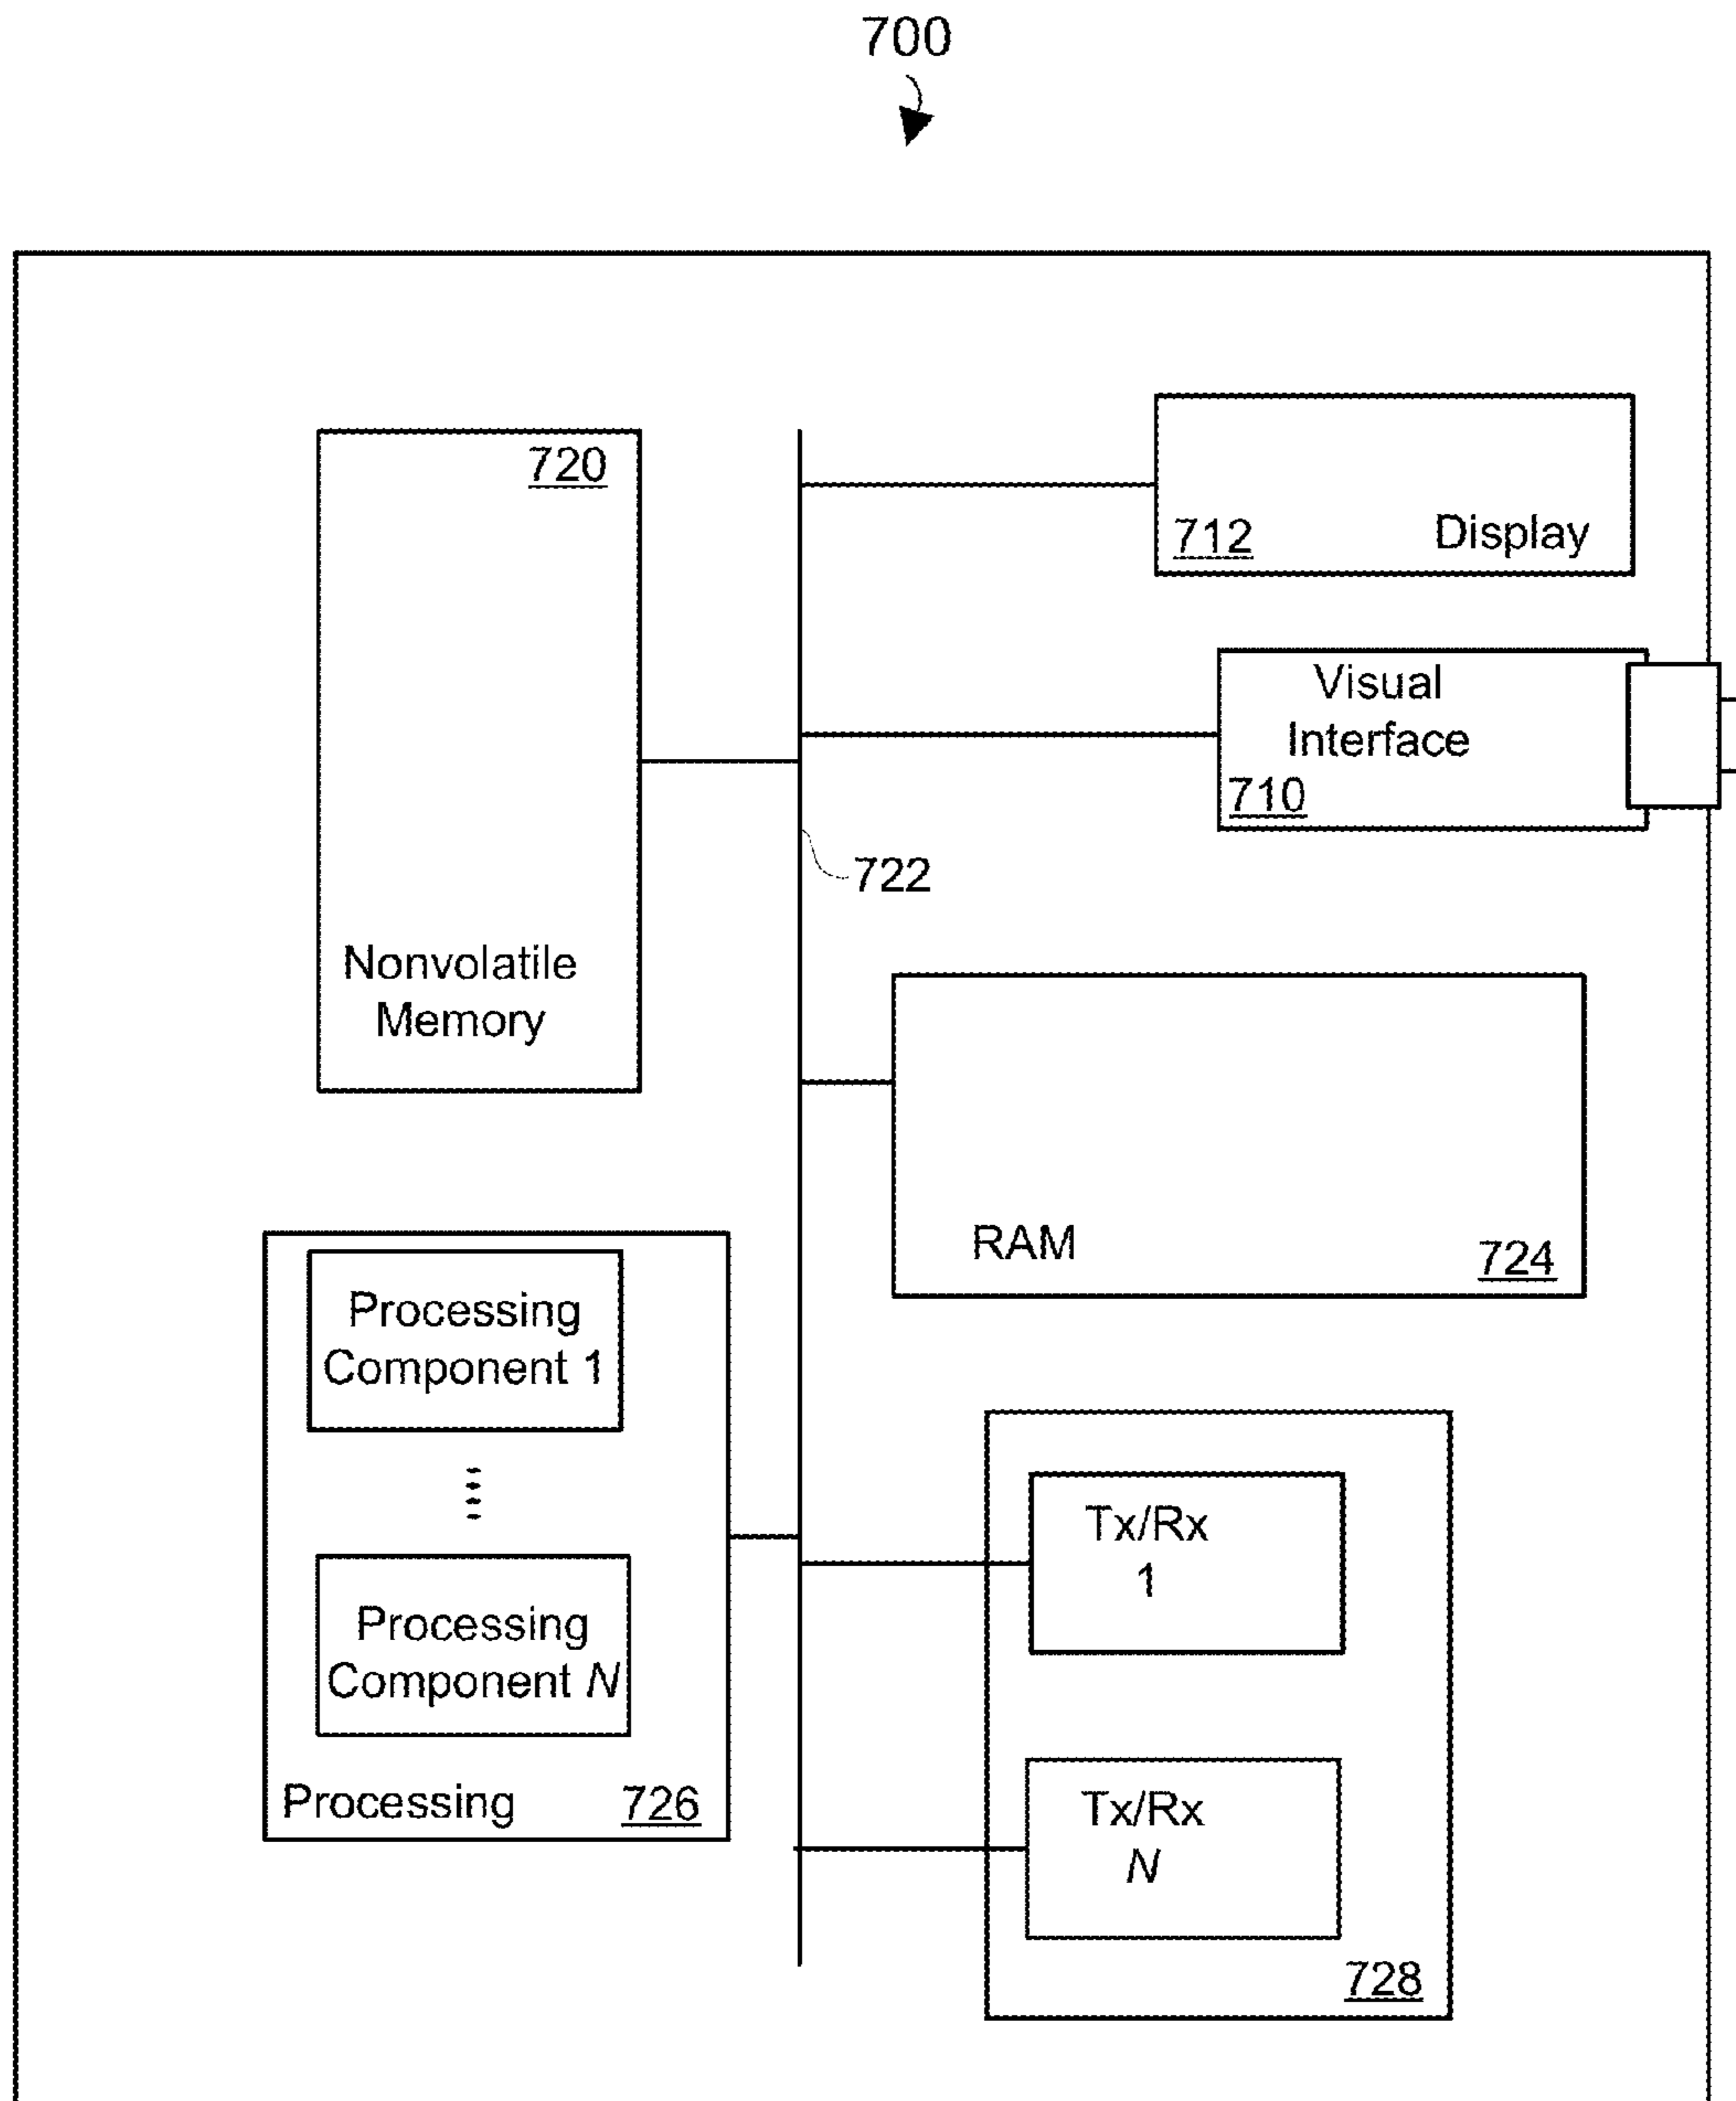 700
720
Nonvolatile
Memory
712
Display
Visual
Interface
710
722
RAM
724
Processing
Component 1
Processing
Component N
Processing
726
Tx/Rx
1
Tx/Rx
N
728